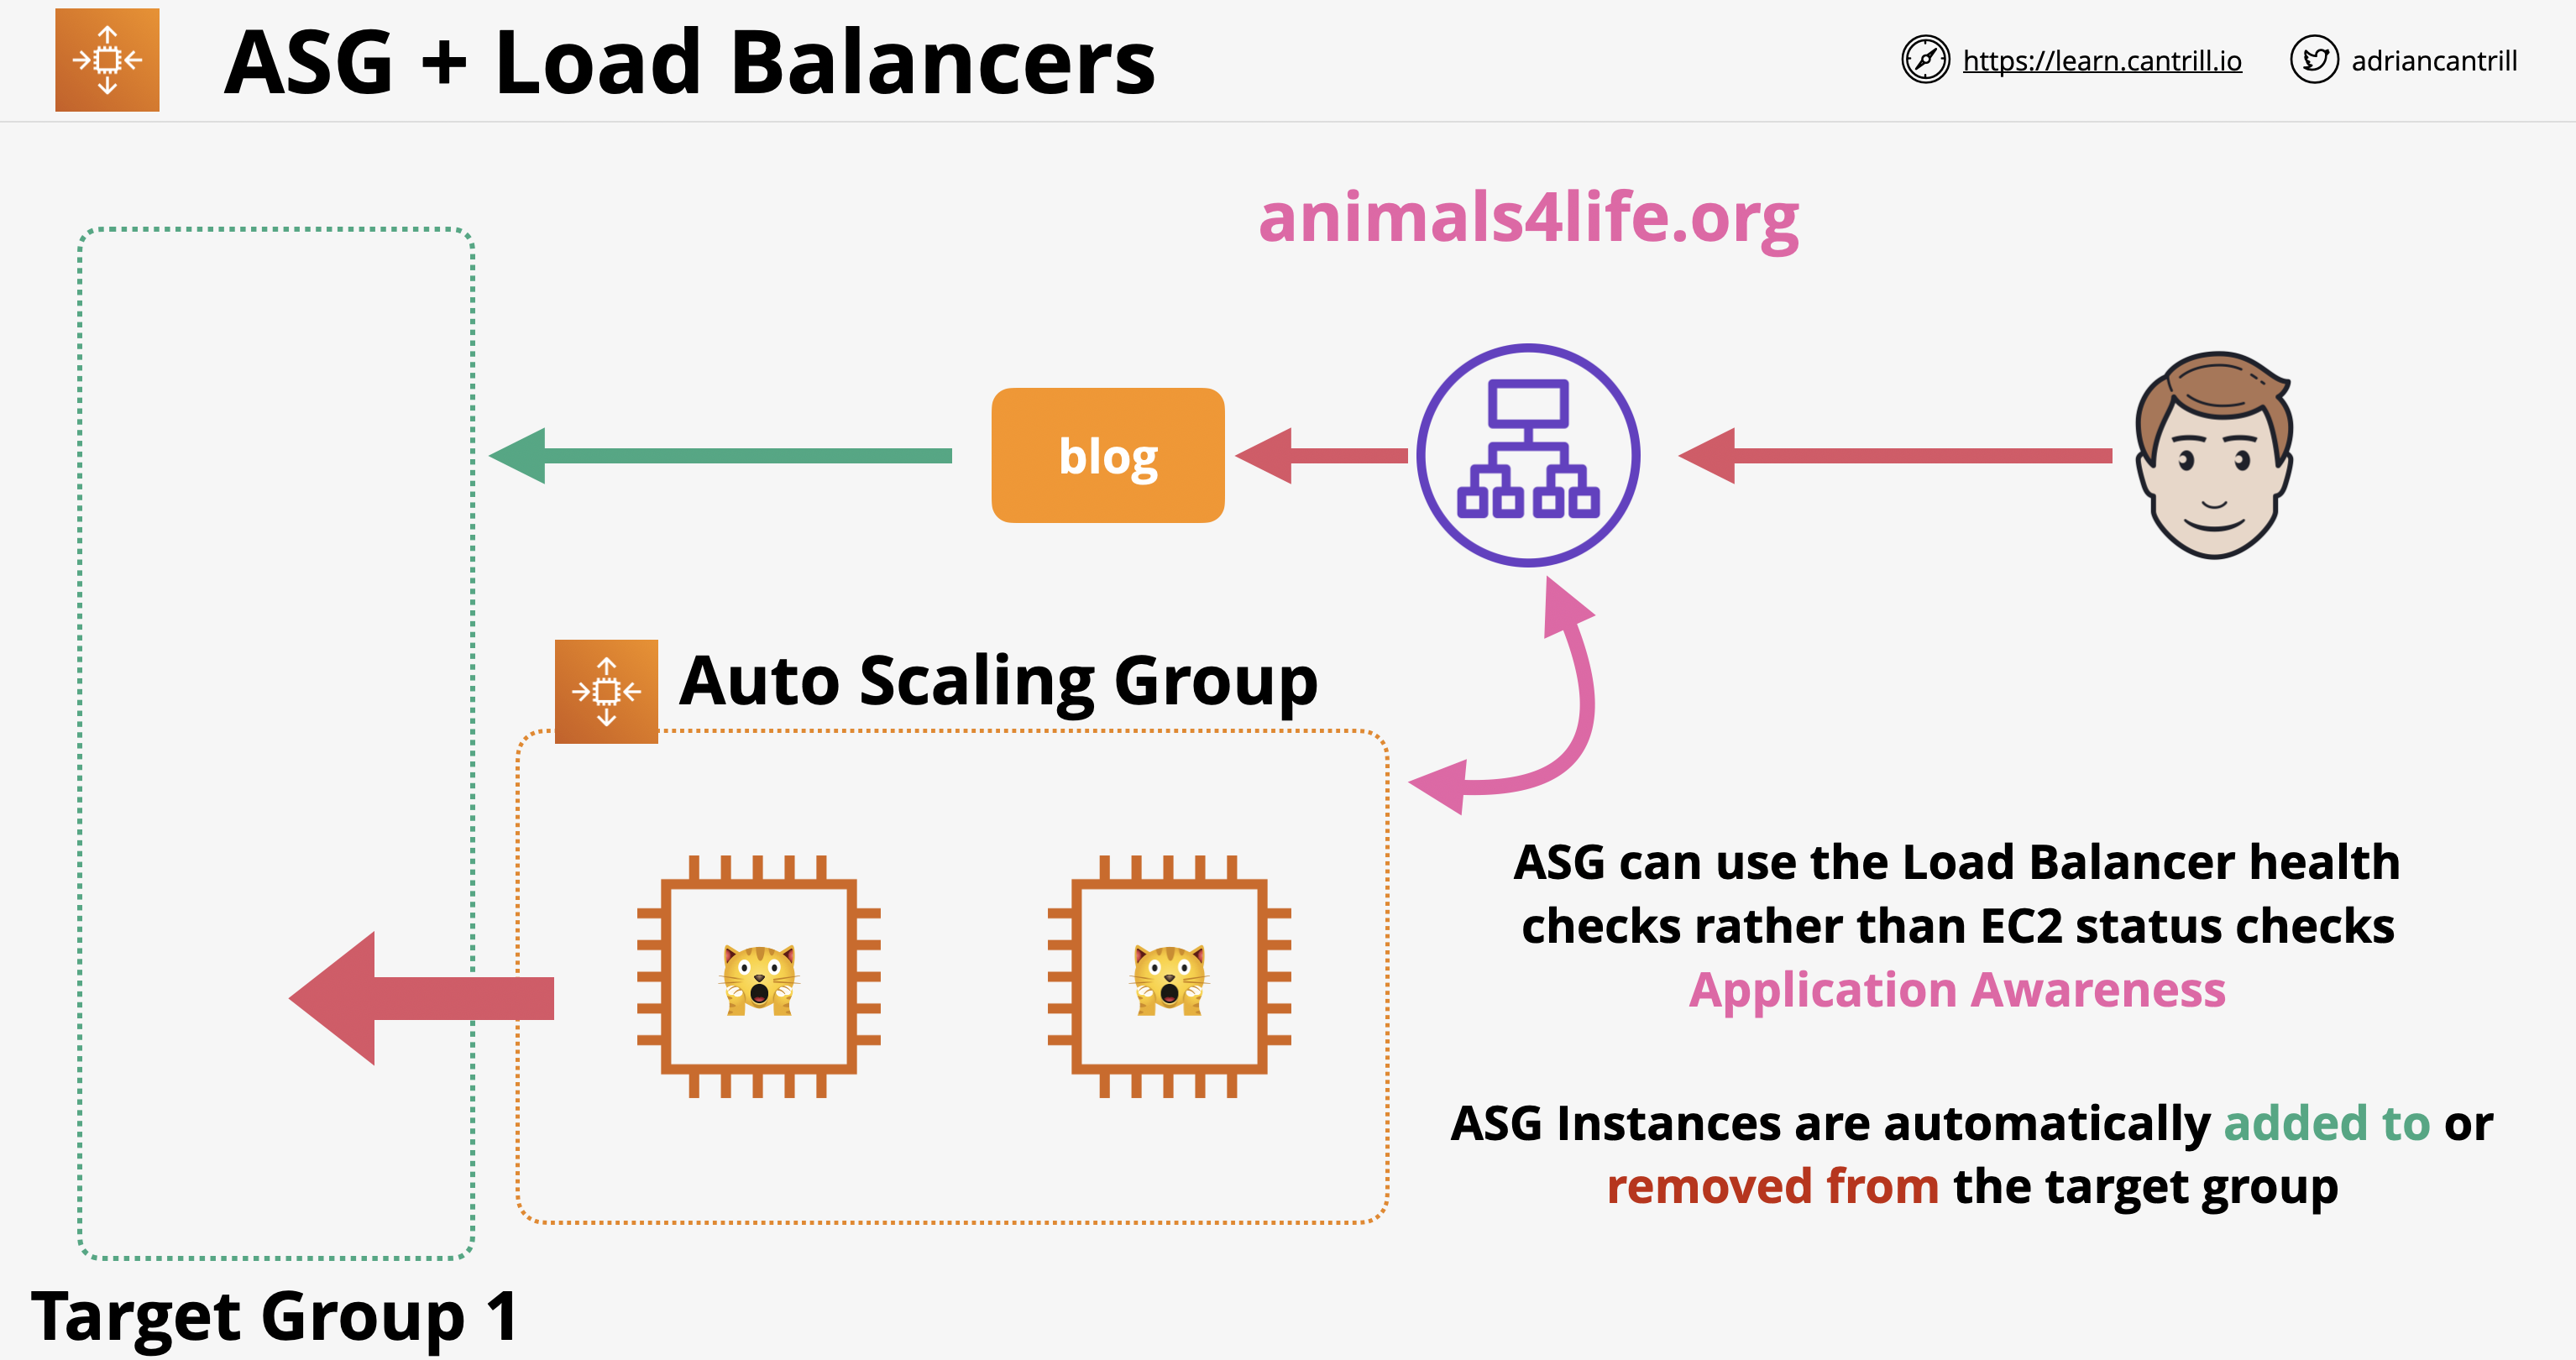 ASG + Load Balancers
https://learn.cantrill.io
adriancantrill
animals4life.org
blog
Auto Scaling Group
ASG can use the Load Balancer health
checks rather than EC2 status checks
Application Awareness
ASG Instances are automatically added to or
removed from the target group
Target Group 1